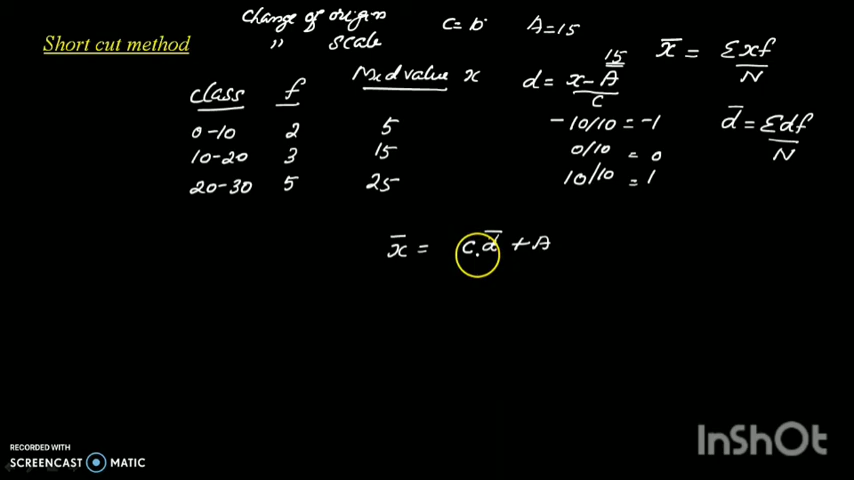 Change of origin
Short cut method
,, scale
c=10
A=15
class f Mid value x d = x-A/c
15
x̄ = Σxf/N
0-10 2 5 -10/10 = -1
10-20 3 15 0/10 = 0
20-30 5 25 10/10 = 1
d̄ = Σdf/N
x̄ = c.d̄ + A
RECORDED WITH
SCREENCAST MATIC
InShOt